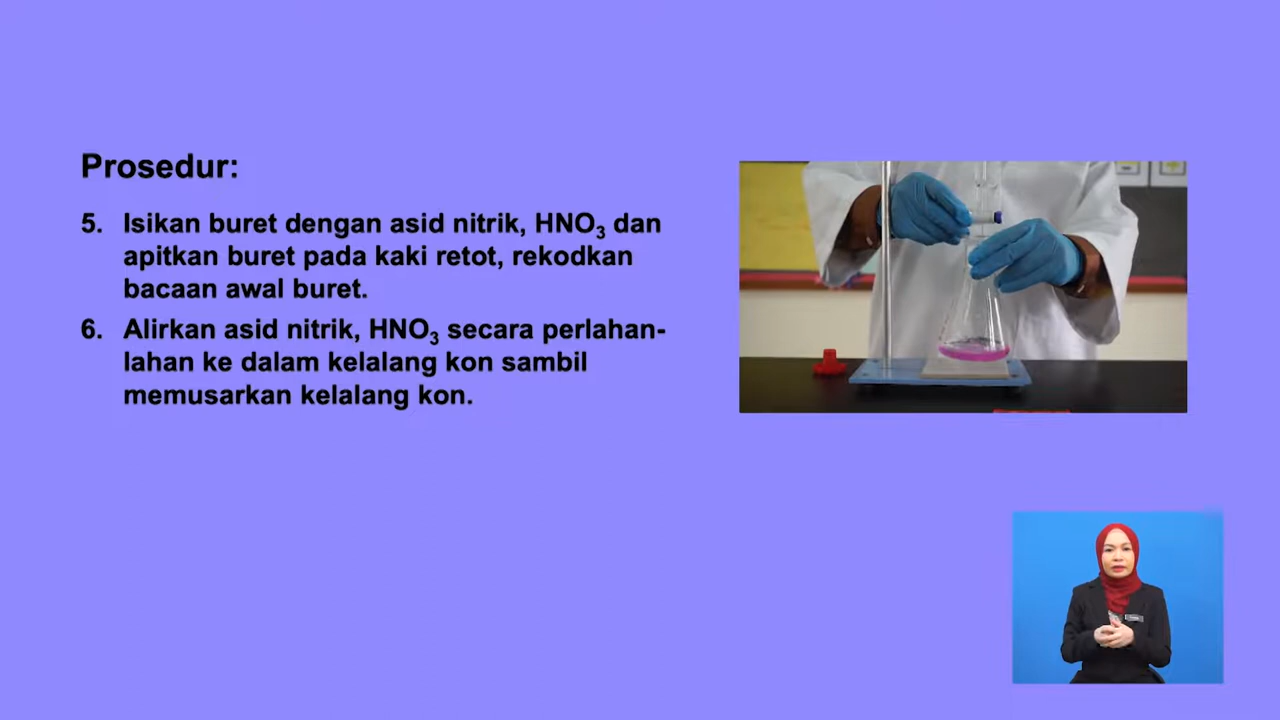 Prosedur:
5. Isikan buret dengan asid nitrik, HNO₃ dan
apitkan buret pada kaki retot, rekodkan
bacaan awal buret.
6. Alirkan asid nitrik, HNO₃ secara perlahan-
lahan ke dalam kelalang kon sambil
memusarkan kelalang kon.